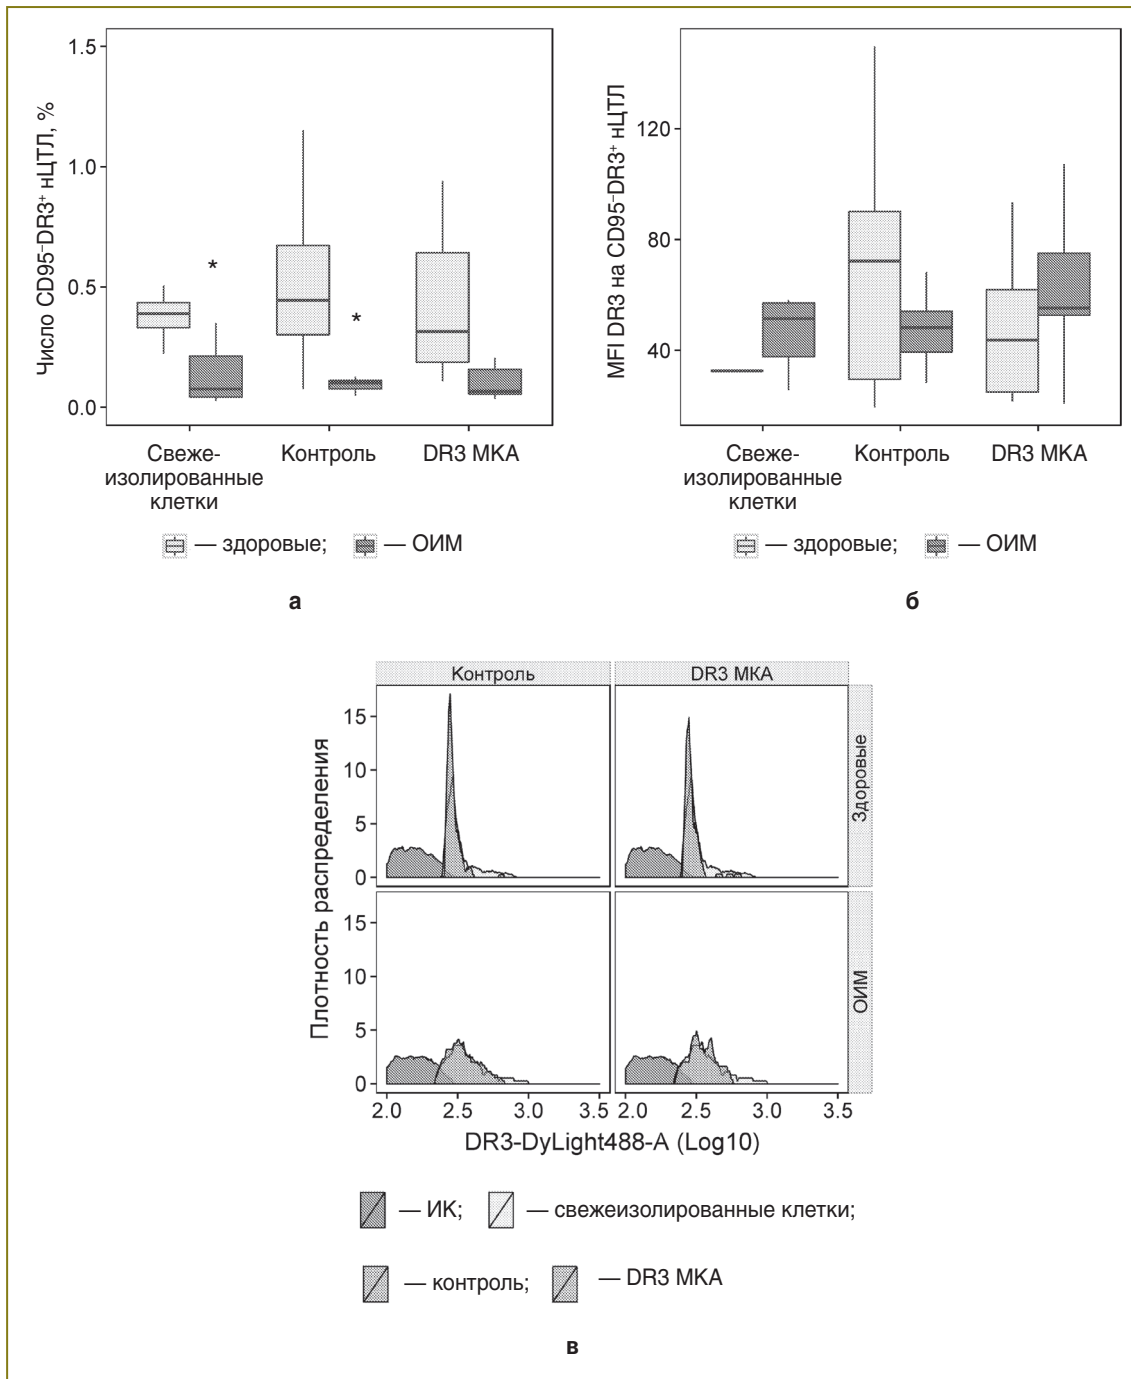 Число CD95⁻DR3⁺ нЦТЛ, %
1.5
1.0
0.5
0.0
Свеже-
изолированные
клетки
Контроль
DR3 МКА
— здоровые;
— ОИМ
а
MFI DR3 на CD95⁻DR3⁺ нЦТЛ
120
80
40
Свеже-
изолированные
клетки
Контроль
DR3 МКА
— здоровые;
— ОИМ
б
*
*
Контроль
DR3 МКА
Плотность распределения
15
10
5
0
Здоровые
15
10
5
0
ОИМ
2.0 2.5 3.0 3.5 2.0 2.5 3.0 3.5
DR3-DyLight488-A (Log10)
— ИК;
— свежеизолированные клетки;
— контроль;
— DR3 МКА
в